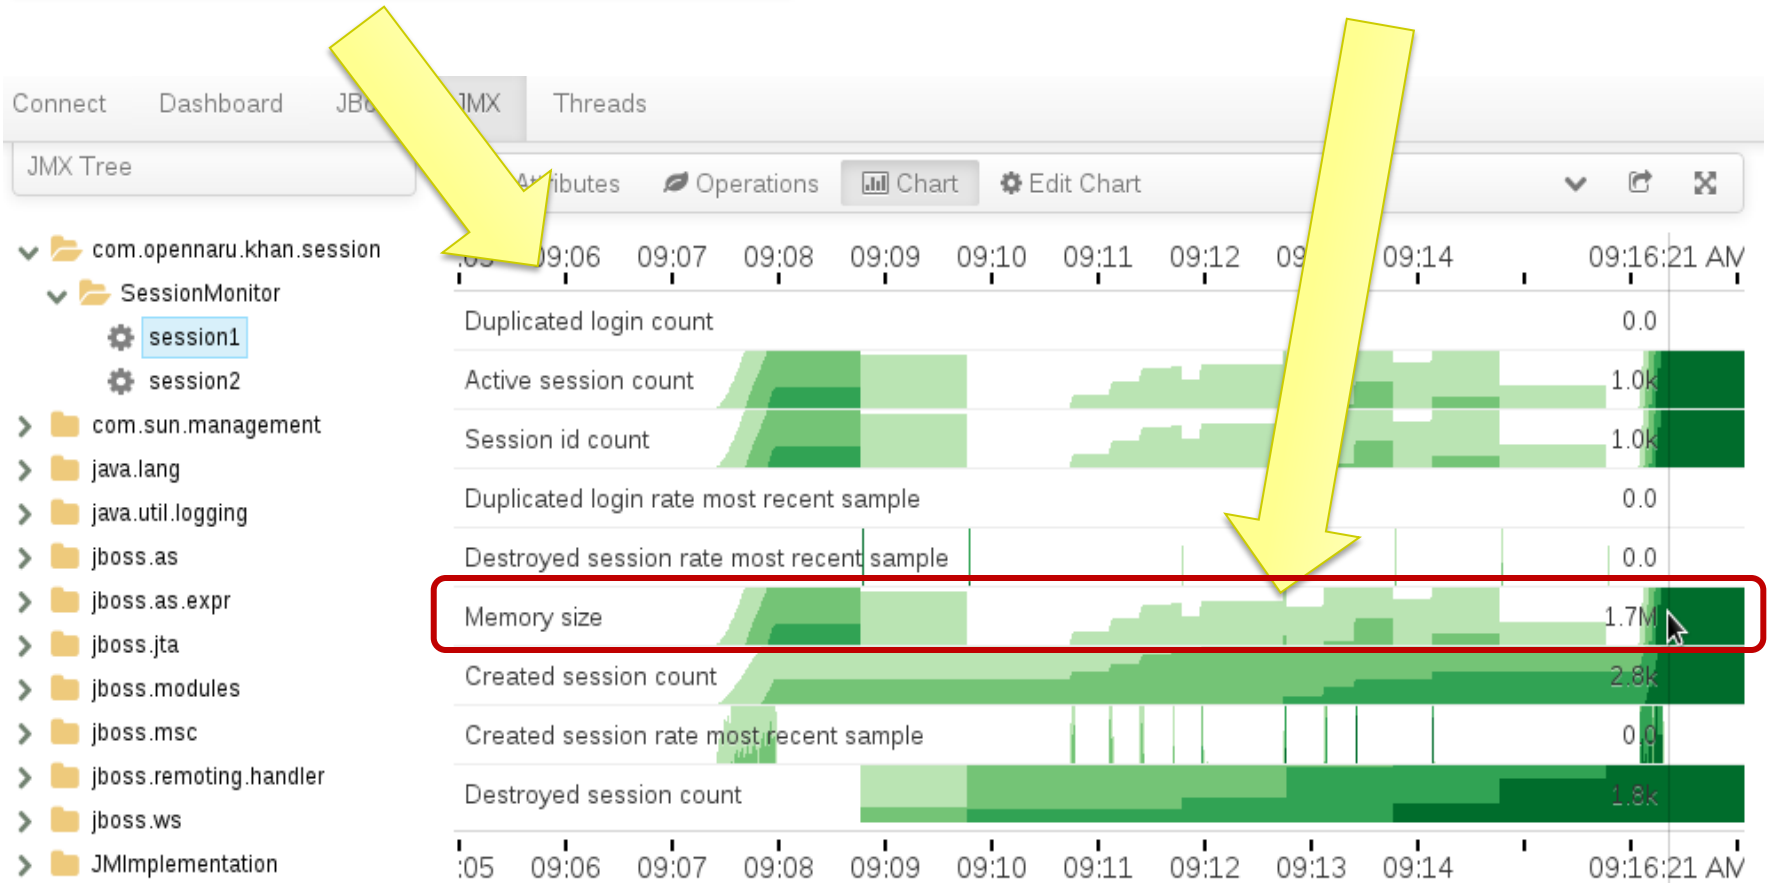 Connect Dashboard JMX Threads
JMX Tree
Operations Chart Edit Chart
com.opennaru.khan.session
SessionMonitor
session1
session2
com.sun.management
java.lang
java.util.logging
jboss.as
jboss.as.expr
jboss.jta
jboss.modules
jboss.msc
jboss.remoting.handler
jboss.ws
JMImplementation
09:07 09:08 09:09 09:10 09:11 09:12 09:14 09:16:21 AM
Duplicated login count 0.0
Active session count 1.0k
Session id count 1.0k
Duplicated login rate most recent sample 0.0
Destroyed session rate most recent sample 0.0
Memory size 1.7M
Created session count 2.8k
Created session rate most recent sample 0.0
Destroyed session count 1.8k
:05 09:06 09:07 09:08 09:09 09:10 09:11 09:12 09:13 09:14 09:16:21 AM